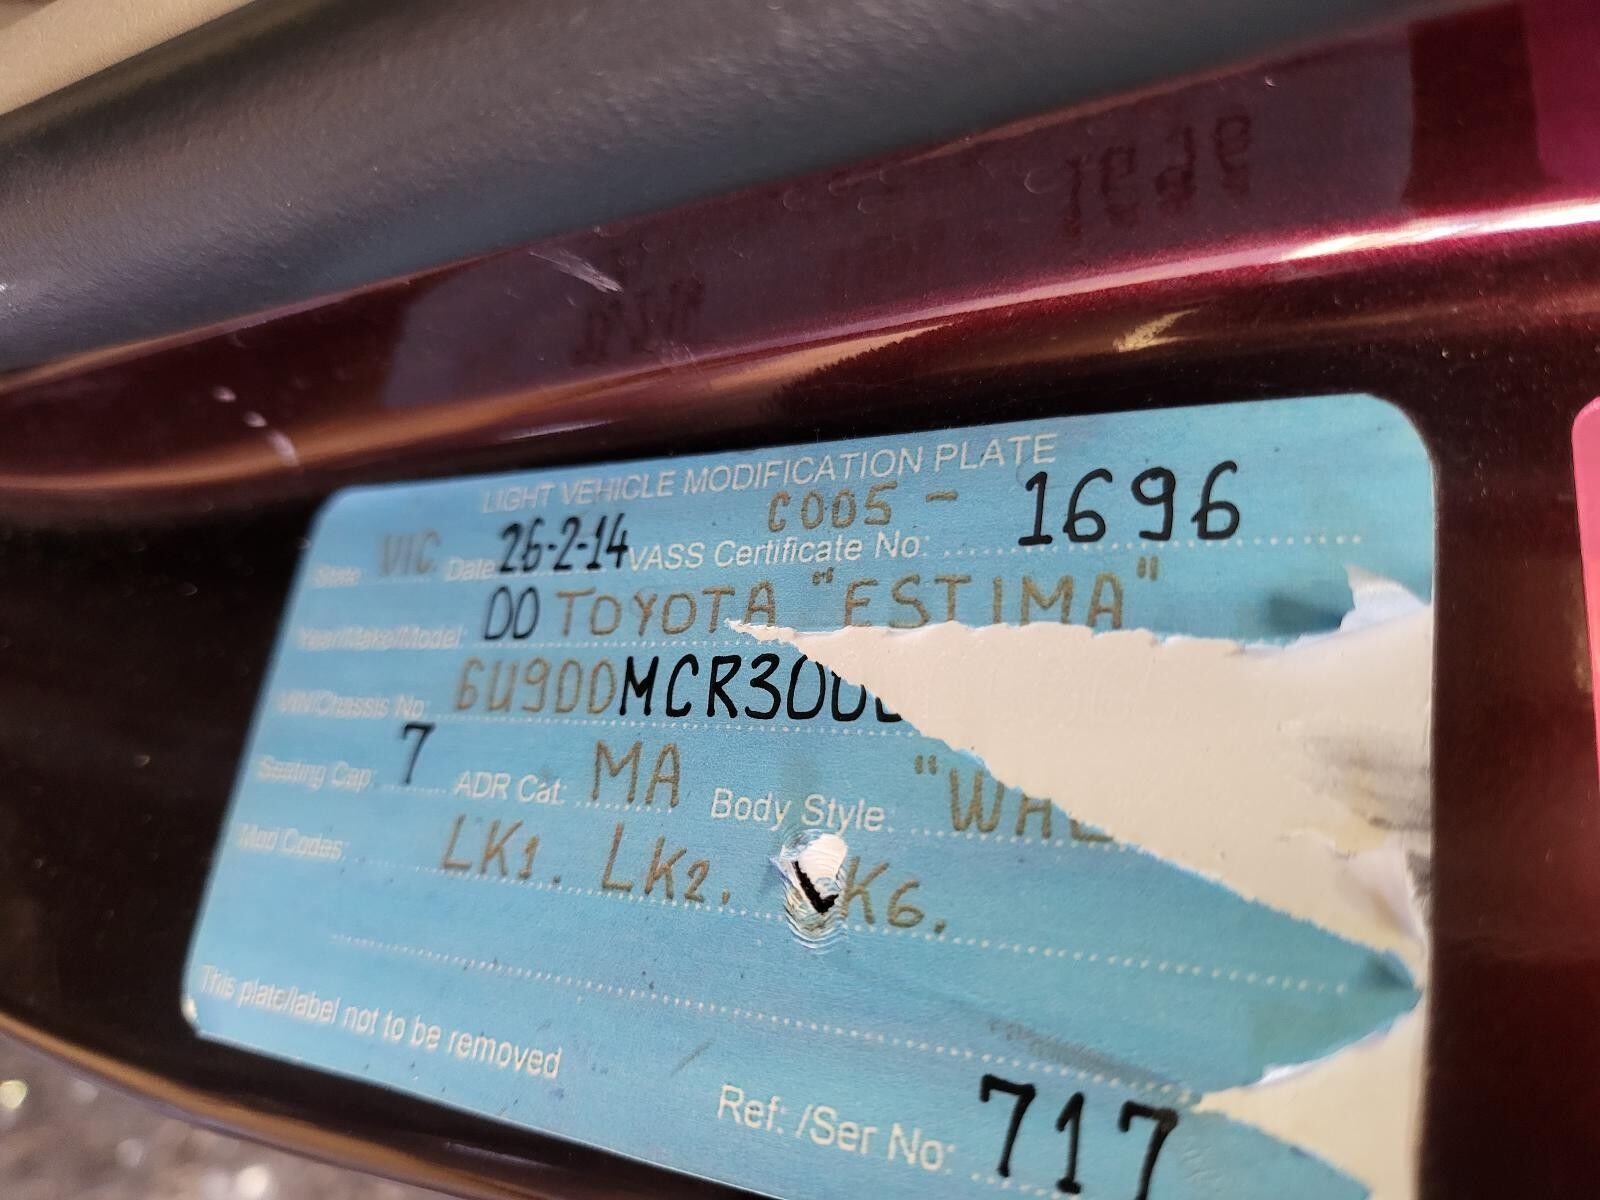 LIGHT VEHICLE MODIFICATION PLATE
State VIC Date 26-2-14 VASS Certificate No: C005 - 1696
Year/Make/Model: 00 TOYOTA "ESTIMA"
VIN/Chassis No: 6U900MCR300
Seating Cap: 7 ADR Cat: MA Body Style: "WA
Mod Codes: LK1. LK2. K6.
This plate/label not to be removed
Ref: /Ser No: 717